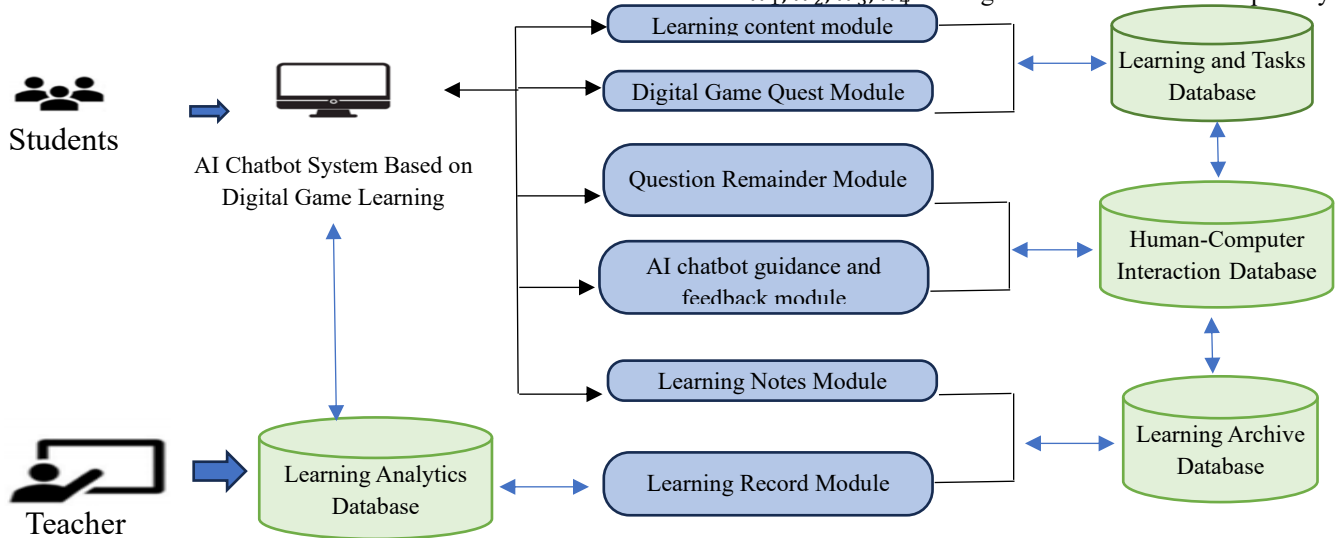 Learning content module
Digital Game Quest Module
Learning and Tasks
Database
Students
AI Chatbot System Based on
Digital Game Learning
Question Remainder Module
AI chatbot guidance and
feedback module
Human-Computer
Interaction Database
Learning Notes Module
Learning Record Module
Learning Archive
Database
Learning Analytics
Database
Teacher